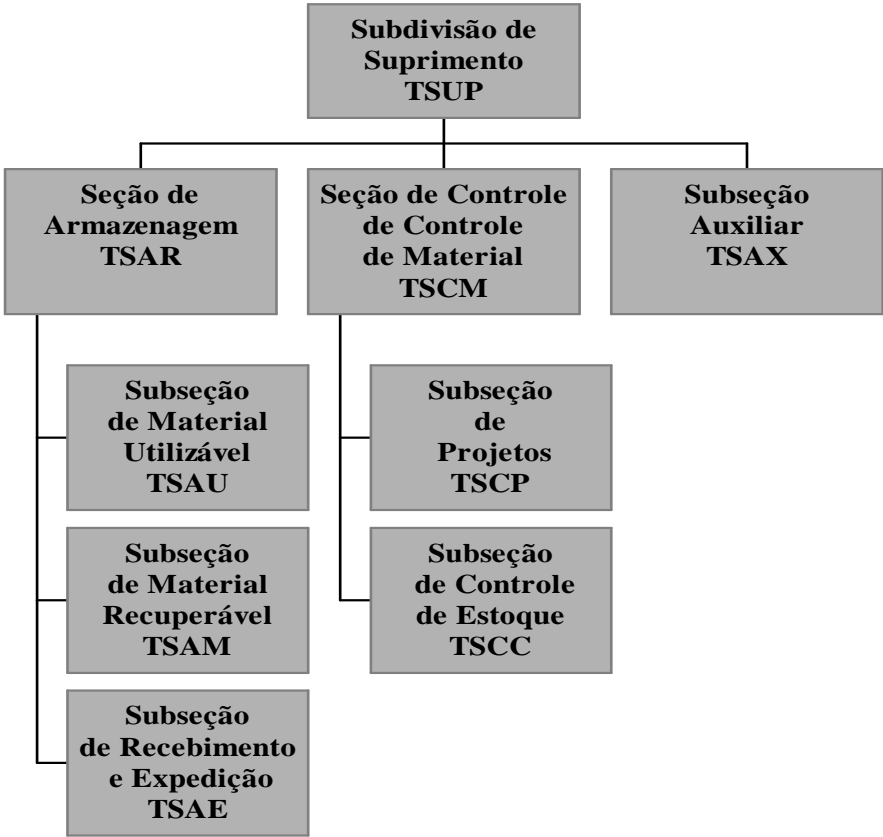 Subdivisão de
Suprimento
TSUP
Seção de
Armazenagem
TSAR
Seção de Controle
de Controle
de Material
TSCM
Subseção
Auxiliar
TSAX
Subseção
de Material
Utilizável
TSAU
Subseção
de
Projetos
TSCP
Subseção
de Material
Recuperável
TSAM
Subseção
de Controle
de Estoque
TSCC
Subseção
de Recebimento
e Expedição
TSAE